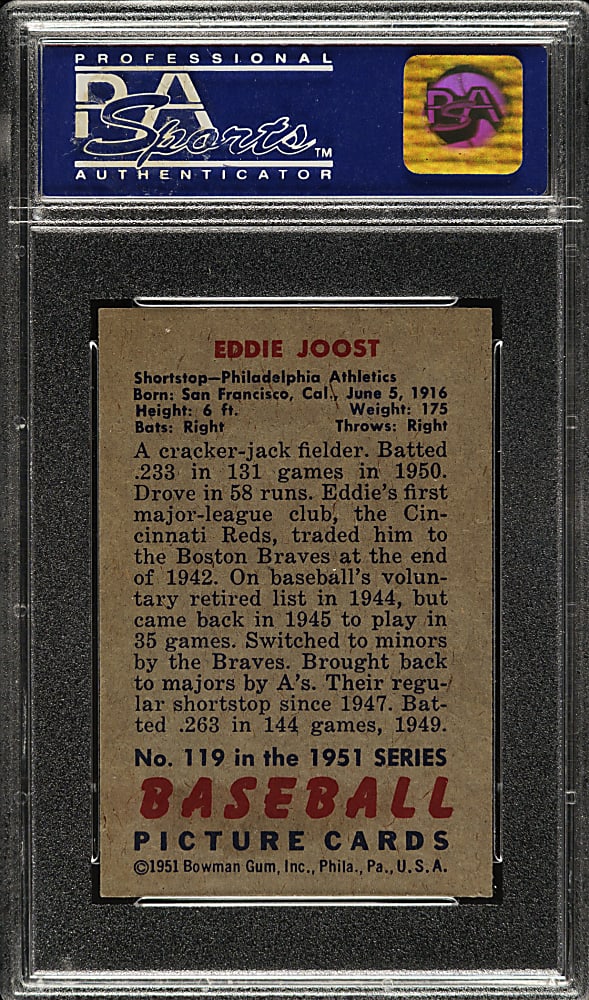 PROFESSIONAL
PSA
Sports™
AUTHENTICATOR
PSA
EDDIE JOOST
Shortstop—Philadelphia Athletics
Born: San Francisco, Cal., June 5, 1916
Height: 6 ft. Weight: 175
Bats: Right Throws: Right
A cracker-jack fielder. Batted
.233 in 131 games in 1950.
Drove in 58 runs. Eddie's first
major-league club, the Cin-
cinnati Reds, traded him to
the Boston Braves at the end
of 1942. On baseball's volun-
tary retired list in 1944, but
came back in 1945 to play in
35 games. Switched to minors
by the Braves. Brought back
to majors by A's. Their regu-
lar shortstop since 1947. Bat-
ted .263 in 144 games, 1949.
No. 119 in the 1951 SERIES
BASEBALL
PICTURE CARDS
©1951 Bowman Gum, Inc., Phila., Pa., U.S.A.